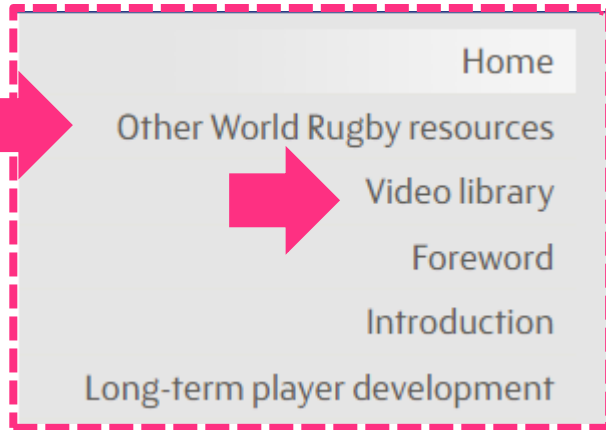 Home
Other World Rugby resources
Video library
Foreword
Introduction
Long-term player development